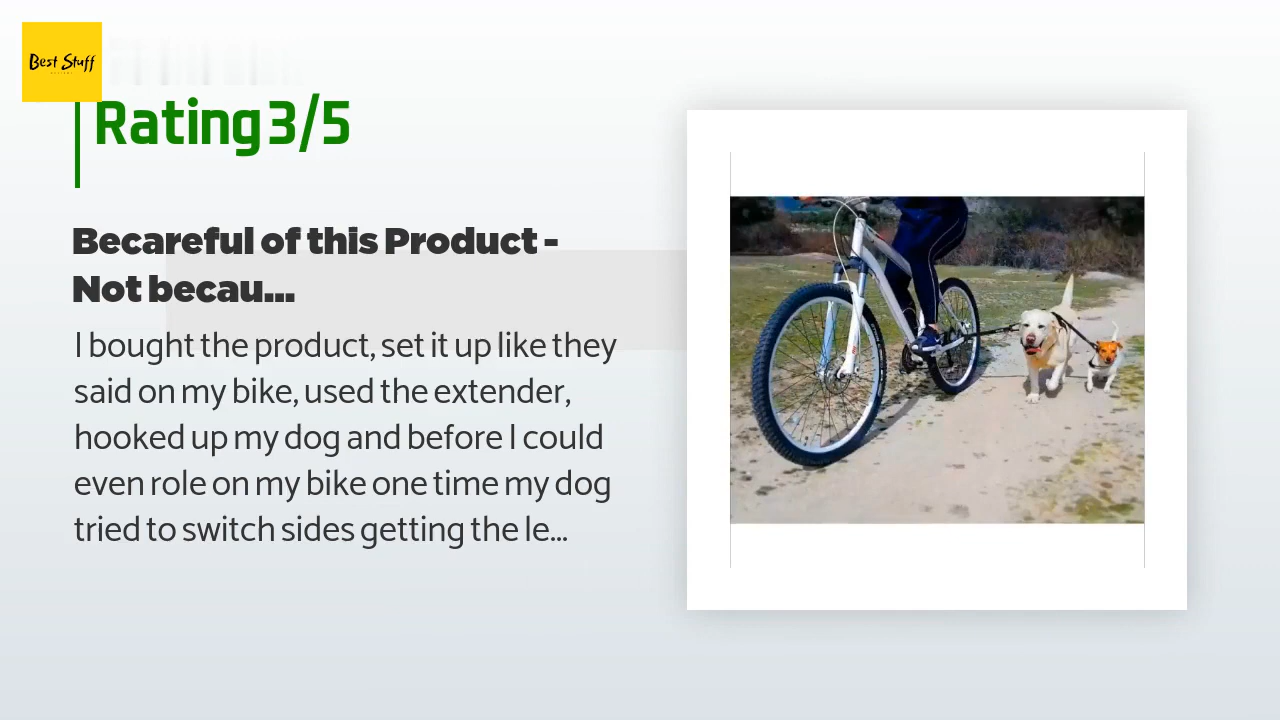 Best Stuff
Rating 3/5
Becareful of this Product -
Not becau...
I bought the product, set it up like they
said on my bike, used the extender,
hooked up my dog and before I could
even role on my bike one time my dog
tried to switch sides getting the le...